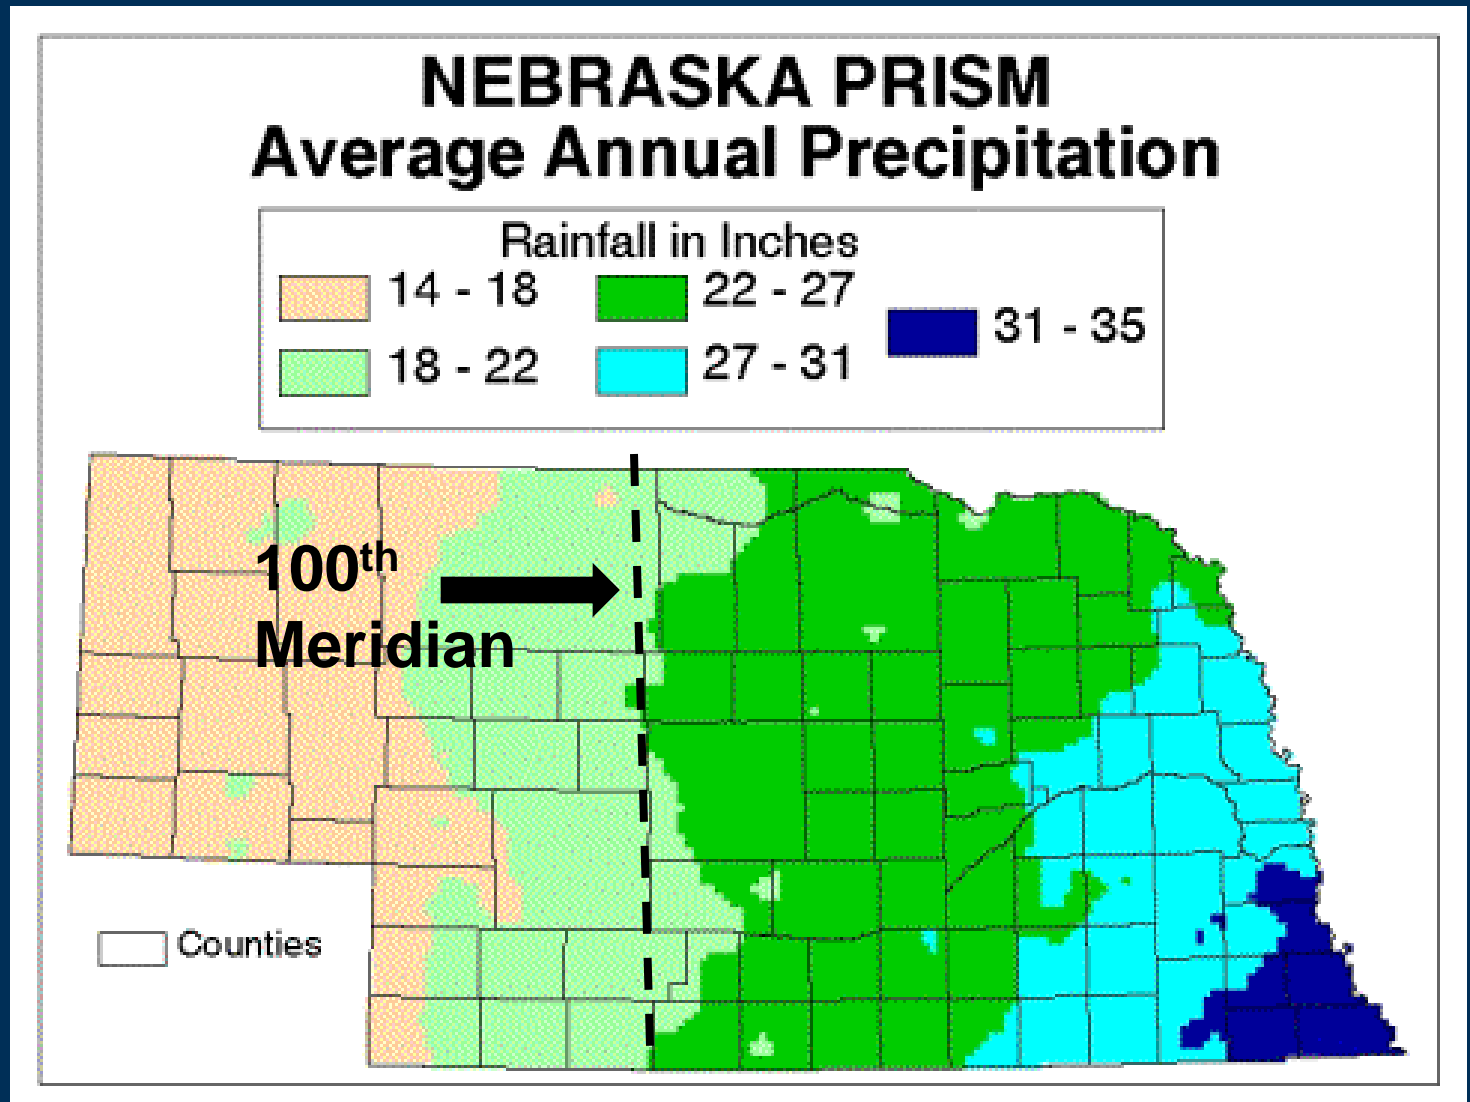 NEBRASKA PRISM
Average Annual Precipitation
Rainfall in Inches
14 - 18
22 - 27
31 - 35
18 - 22
27 - 31
100th
Meridian
Counties